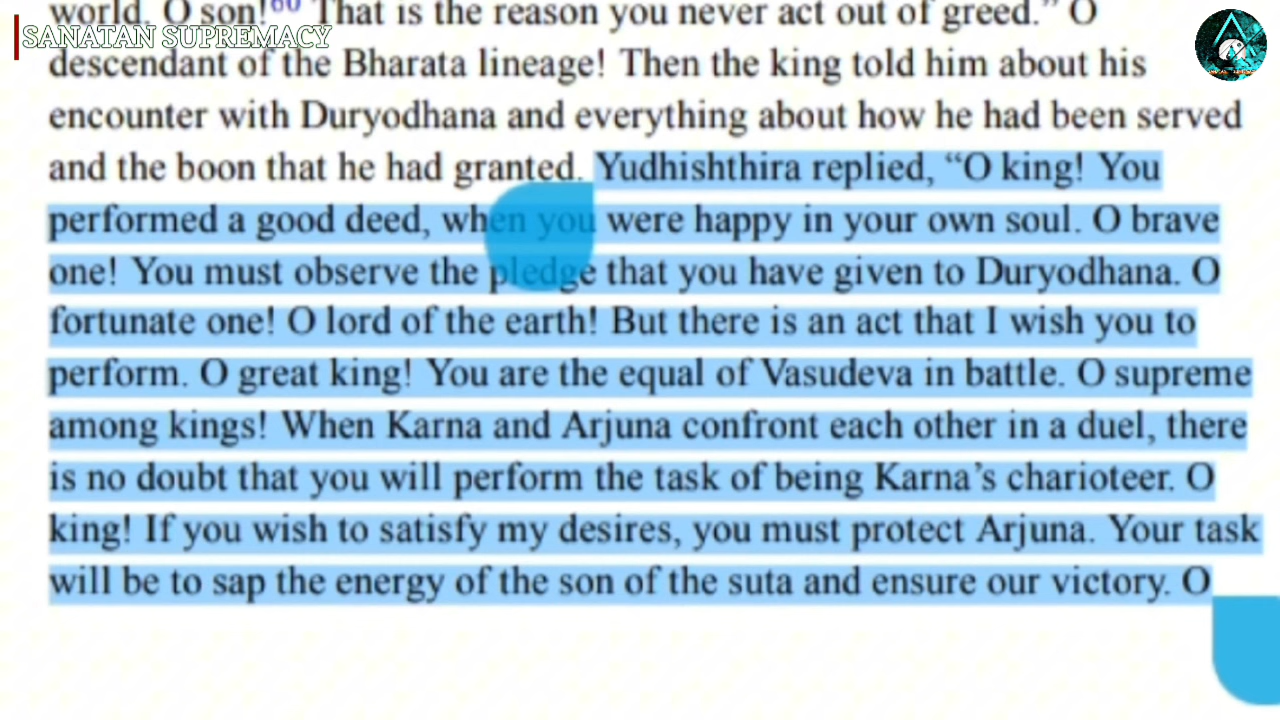 world. O son!⁶⁰ That is the reason you never act out of greed.” O
SANATAN SUPREMACY
descendant of the Bharata lineage! Then the king told him about his
encounter with Duryodhana and everything about how he had been served
and the boon that he had granted. Yudhishthira replied, “O king! You
performed a good deed, when you were happy in your own soul. O brave
one! You must observe the pledge that you have given to Duryodhana. O
fortunate one! O lord of the earth! But there is an act that I wish you to
perform. O great king! You are the equal of Vasudeva in battle. O supreme
among kings! When Karna and Arjuna confront each other in a duel, there
is no doubt that you will perform the task of being Karna’s charioteer. O
king! If you wish to satisfy my desires, you must protect Arjuna. Your task
will be to sap the energy of the son of the suta and ensure our victory. O